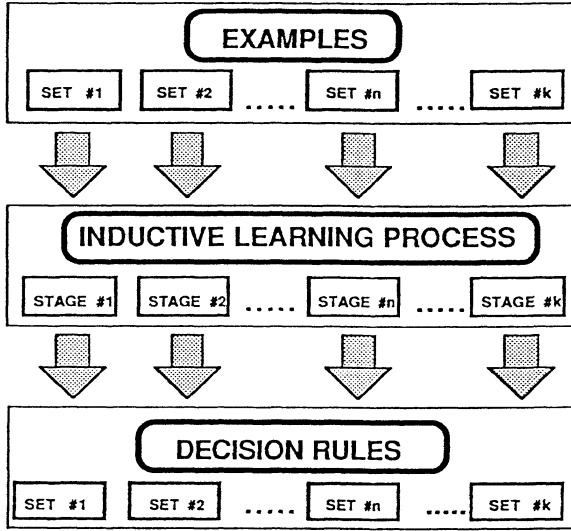 EXAMPLES
SET #1 SET #2 ..... SET #n ..... SET #k
INDUCTIVE LEARNING PROCESS
STAGE #1 STAGE #2 ..... STAGE #n ..... STAGE #k
DECISION RULES
SET #1 SET #2 ..... SET #n ..... SET #k